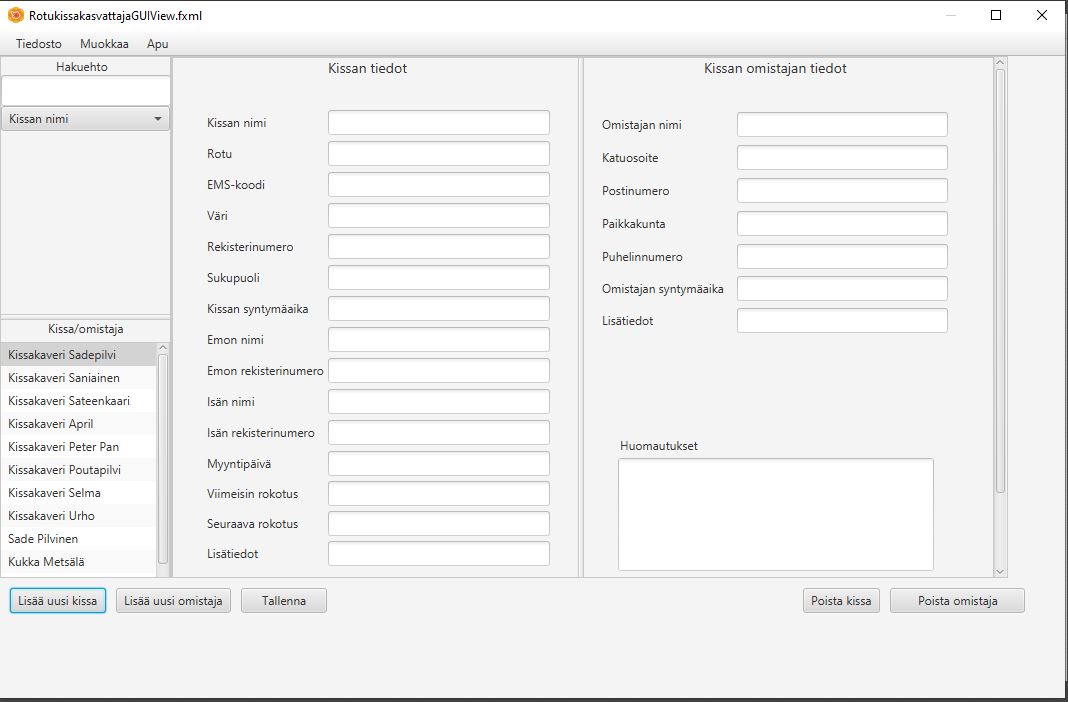 RotukissakasvattajaGUIView.fxml
Tiedosto Muokkaa Apu
Hakuehto
Kissan nimi
Kissa/omistaja
Kissakaveri Sadepilvi
Kissakaveri Saniainen
Kissakaveri Sateenkaari
Kissakaveri April
Kissakaveri Peter Pan
Kissakaveri Poutapilvi
Kissakaveri Selma
Kissakaveri Urho
Sade Pilvinen
Kukka Metsälä
Kissan tiedot
Kissan nimi
Rotu
EMS-koodi
Väri
Rekisterinumero
Sukupuoli
Kissan syntymäaika
Emon nimi
Emon rekisterinumero
Isän nimi
Isän rekisterinumero
Myyntipäivä
Viimeisin rokotus
Seuraava rokotus
Lisätiedot
Kissan omistajan tiedot
Omistajan nimi
Katuosoite
Postinumero
Paikkakunta
Puhelinnumero
Omistajan syntymäaika
Lisätiedot
Huomautukset
Lisää uusi kissa Lisää uusi omistaja Tallenna Poista kissa Poista omistaja